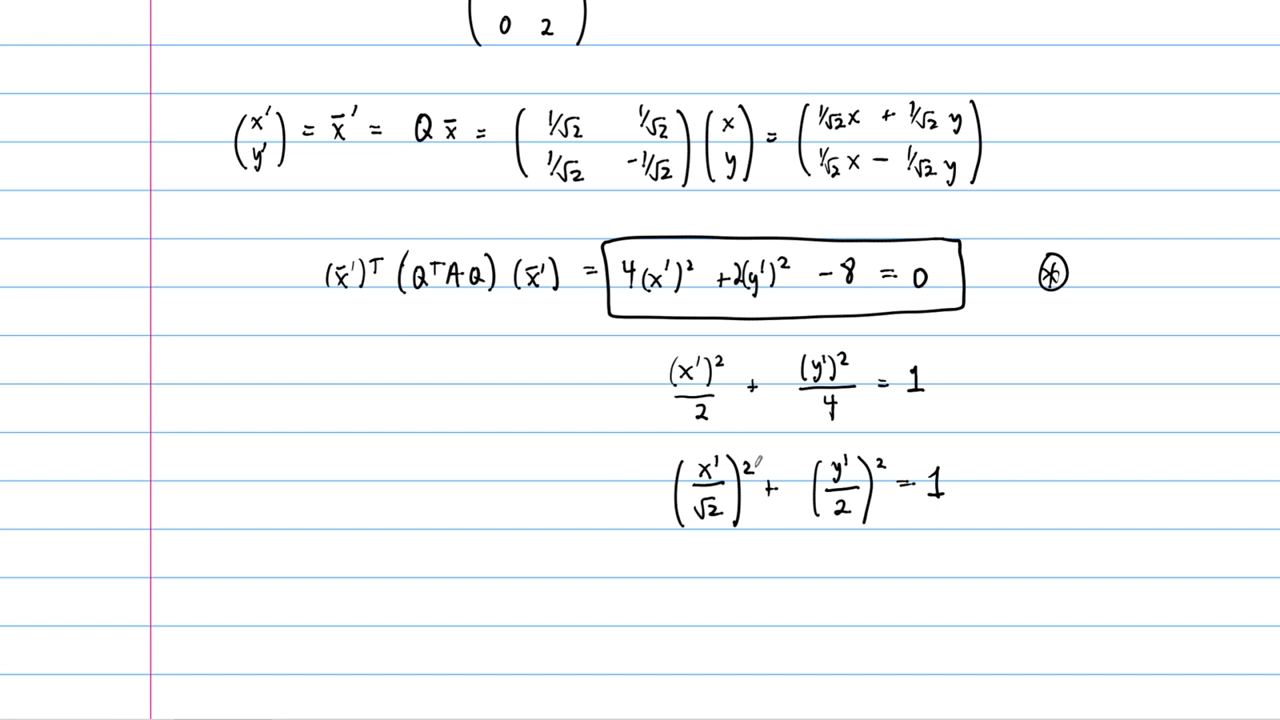 ( 0 2 )
(x' y') = x̄' = Q x̄ = (1/√2 1/√2 1/√2 -1/√2) (x y) = (1/√2 x + 1/√2 y 1/√2 x - 1/√2 y)
(x̄')ᵀ (QᵀAQ) (x̄') = 4(x')² + 2(y')² - 8 = 0 ⊛
(x')²/2 + (y')²/4 = 1
(x'/√2)² + (y'/2)² = 1